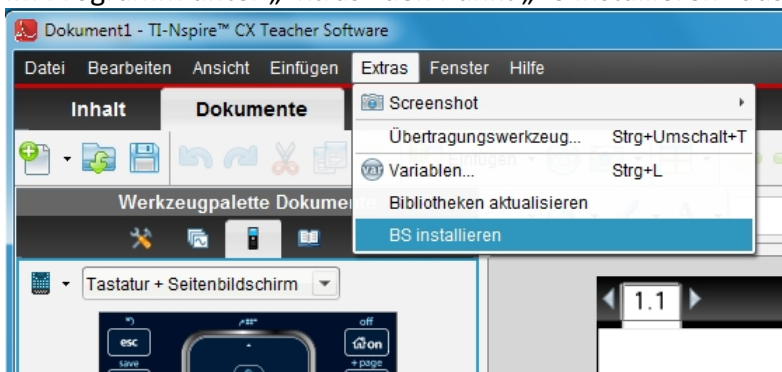 Dokument1 - TI-Nspire™ CX Teacher Software
Datei Bearbeiten Ansicht Einfügen Extras Fenster Hilfe
Inhalt Dokumente
Screenshot
Übertragungswerkzeug... Strg+Umschalt+T
Variablen... Strg+L
Bibliotheken aktualisieren
BS installieren
Werkzeugpalette Dokumente
Tastatur + Seitenbildschirm
1.1
esc
save
off
on
+page